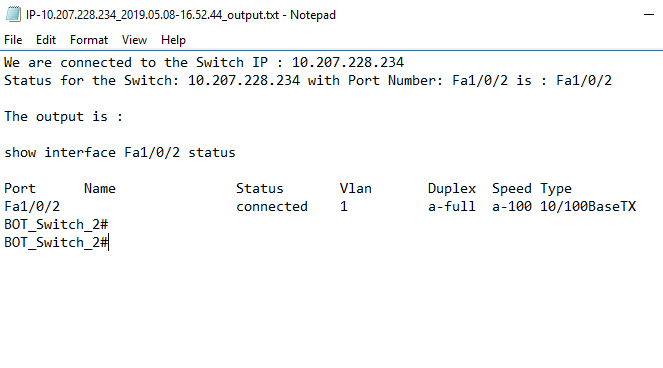 IP-10.207.228.234_2019.05.08-16.52.44_output.txt - Notepad
File Edit Format View Help
We are connected to the Switch IP : 10.207.228.234
Status for the Switch: 10.207.228.234 with Port Number: Fa1/0/2 is : Fa1/0/2
The output is :
show interface Fa1/0/2 status
Port Name Status Vlan Duplex Speed Type
Fa1/0/2 connected 1 a-full a-100 10/100BaseTX
BOT_Switch_2#
BOT_Switch_2#